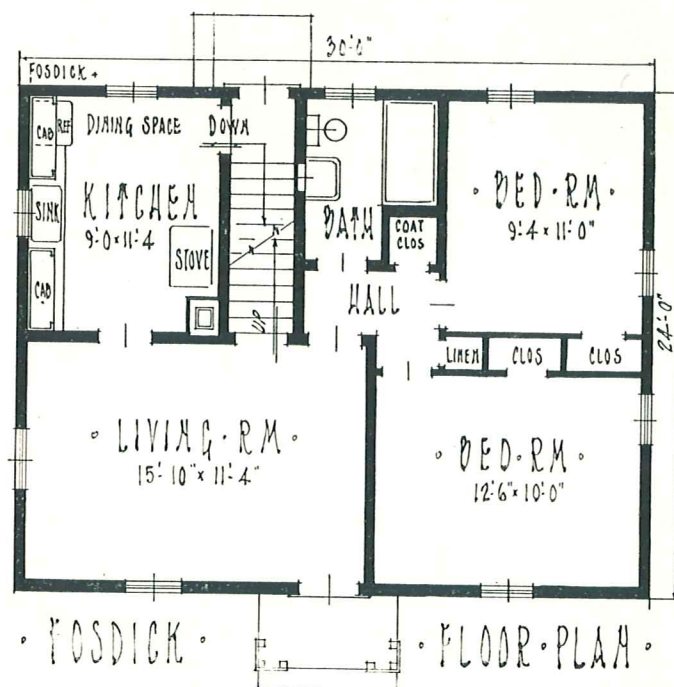 30'-0"
FOSDICK
CAB
REF
DINING SPACE
DOWN
SINK
KITCHEN
9'-0 x 11'-4
STOVE
CAB
UP
BATH
COAT
CLOS
HALL
· BED·RM ·
9'-4 x 11'-0"
24'-0"
LINEN
CLOS
CLOS
· LIVING·RM ·
15'-10" x 11'-4"
· BED·RM ·
12'-6" x 10'-0"
· FOSDICK ·
· FLOOR·PLAN ·